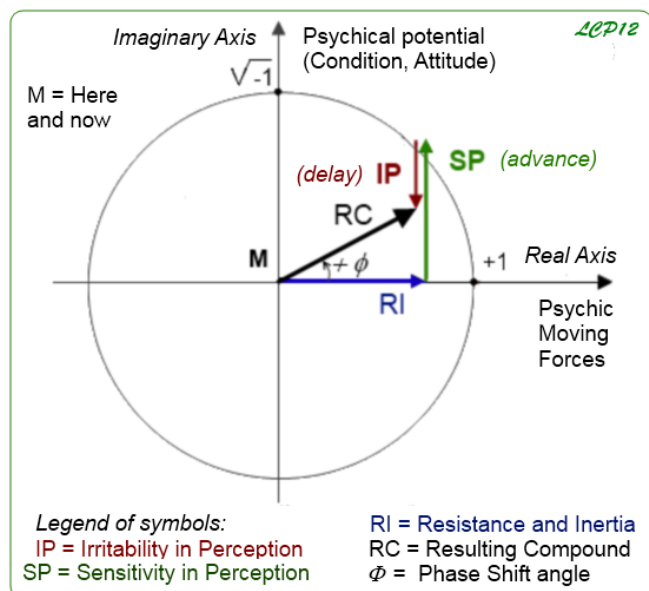 LCP12
Imaginary Axis
Psychical potential
(Condition, Attitude)
√-1
M = Here
and now
(delay) IP
SP (advance)
RC
M
+ ϕ
+1
Real Axis
RI
Psychic
Moving
Forces
Legend of symbols:
IP = Irritability in Perception
SP = Sensitivity in Perception
RI = Resistance and Inertia
RC = Resulting Compound
Φ = Phase Shift angle